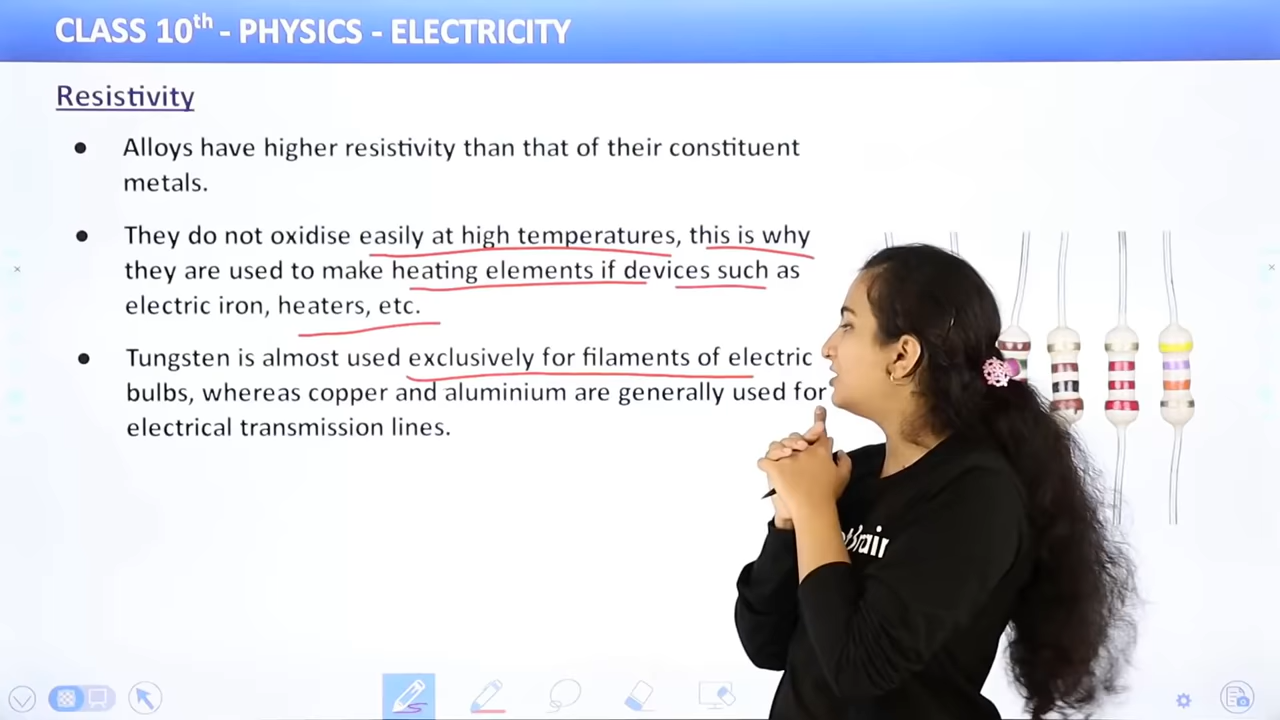 CLASS 10th - PHYSICS - ELECTRICITY
Resistivity
● Alloys have higher resistivity than that of their constituent
metals.
● They do not oxidise easily at high temperatures, this is why
they are used to make heating elements if devices such as
electric iron, heaters, etc.
● Tungsten is almost used exclusively for filaments of electric
bulbs, whereas copper and aluminium are generally used for
electrical transmission lines.